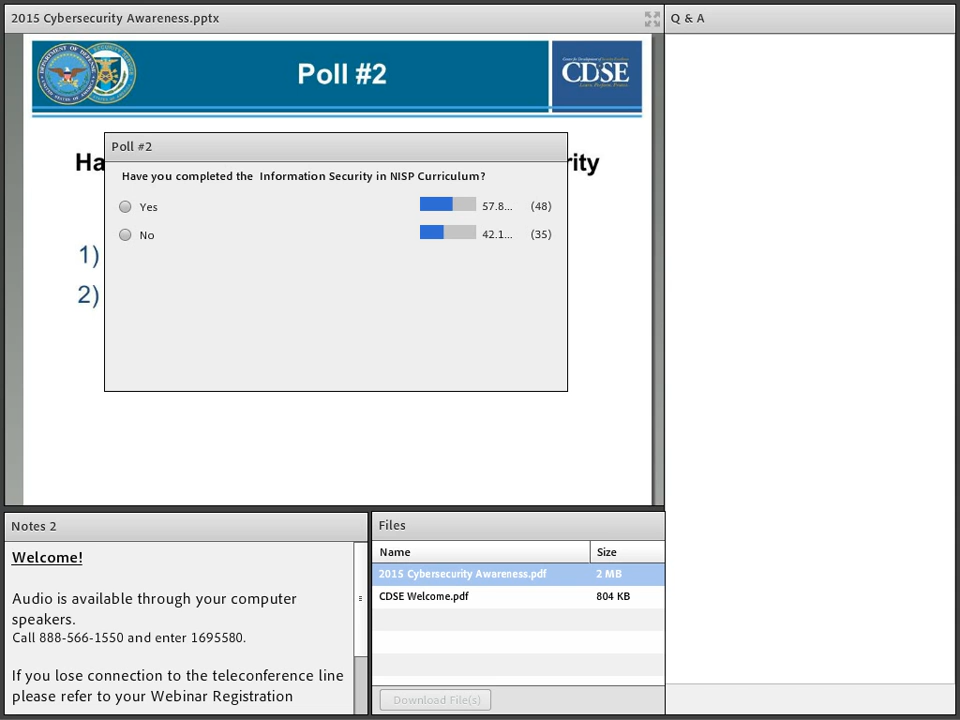 2015 Cybersecurity Awareness.pptx
Q & A
Poll #2
CDSE
Ha
rity
Poll #2
Have you completed the Information Security in NISP Curriculum?
Yes 57.8... (48)
No 42.1... (35)
1)
2)
Notes 2
Welcome!
Audio is available through your computer
speakers.
Call 888-566-1550 and enter 1695580.
If you lose connection to the teleconference line
please refer to your Webinar Registration
Files
Name Size
2015 Cybersecurity Awareness.pdf 2 MB
CDSE Welcome.pdf 804 KB
Download File(s)